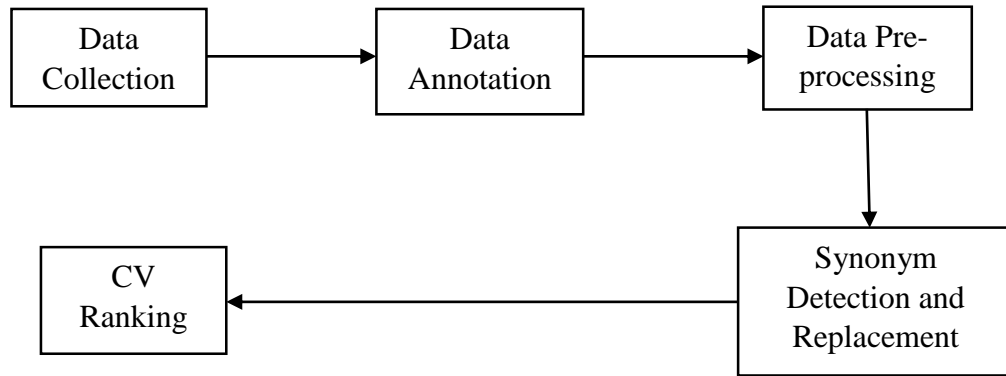 Data
Collection
Data
Annotation
Data Pre-
processing
Synonym
Detection and
Replacement
CV
Ranking